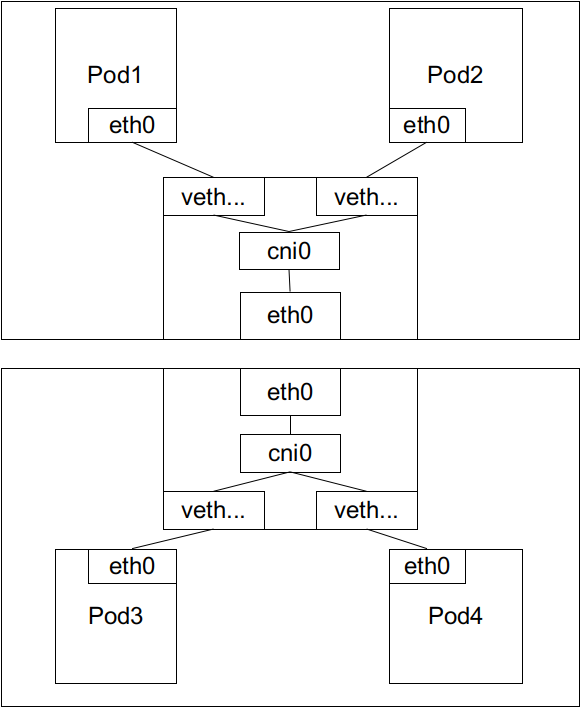 Pod1
Pod2
eth0
eth0
veth...
veth...
cni0
eth0
eth0
cni0
veth...
veth...
eth0
eth0
Pod3
Pod4